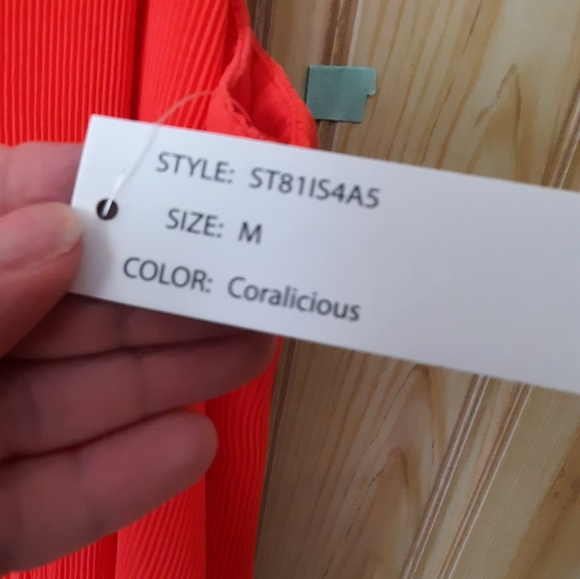 STYLE: ST81IS4A5
SIZE: M
COLOR: Coralicious